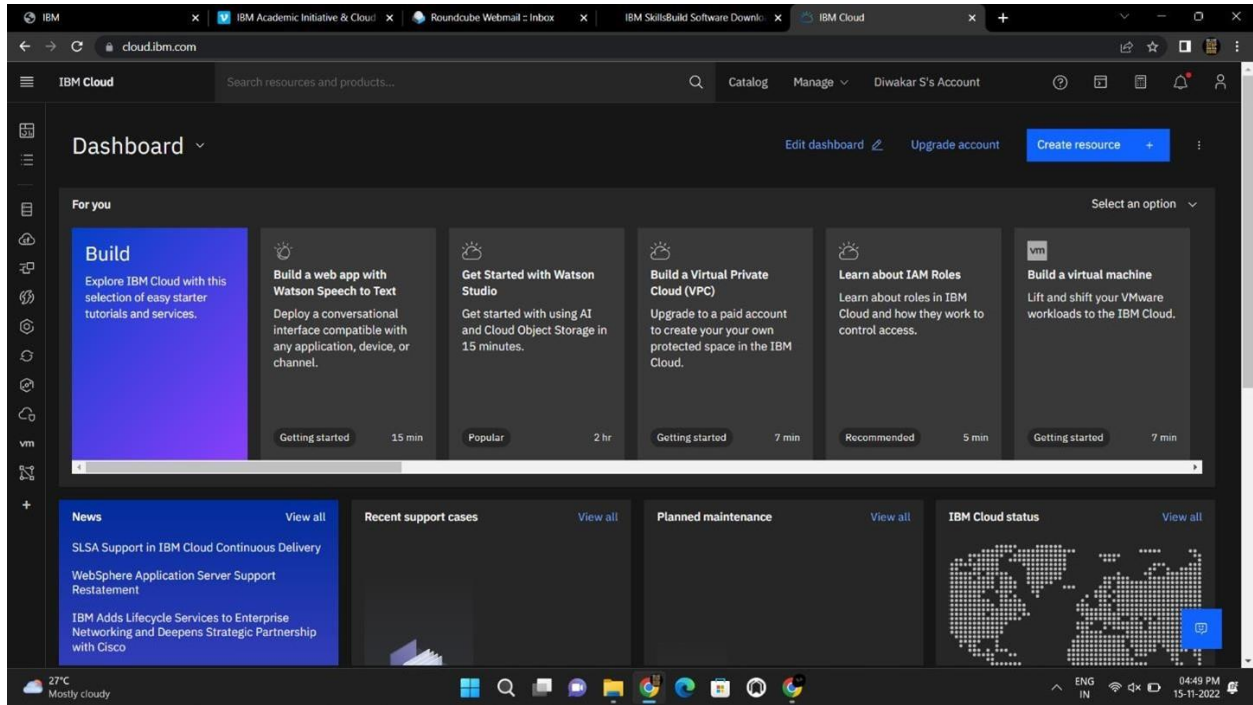 IBM
IBM Academic Initiative & Cloud
Roundcube Webmail :: Inbox
IBM SkillsBuild Software Downlo
IBM Cloud
cloud.ibm.com
IBM Cloud
Search resources and products...
Catalog
Manage
Diwakar S's Account
Dashboard
Edit dashboard
Upgrade account
Create resource +
For you
Select an option
Build
Explore IBM Cloud with this
selection of easy starter
tutorials and services.
Build a web app with
Watson Speech to Text
Deploy a conversational
interface compatible with
any application, device, or
channel.
Getting started 15 min
Get Started with Watson
Studio
Get started with using AI
and Cloud Object Storage in
15 minutes.
Popular 2 hr
Build a Virtual Private
Cloud (VPC)
Upgrade to a paid account
to create your your own
protected space in the IBM
Cloud.
Getting started 7 min
Learn about IAM Roles
Learn about roles in IBM
Cloud and how they work to
control access.
Recommended 5 min
vm
Build a virtual machine
Lift and shift your VMware
workloads to the IBM Cloud.
Getting started 7 min
vm
News View all
SLSA Support in IBM Cloud Continuous Delivery
WebSphere Application Server Support
Restatement
IBM Adds Lifecycle Services to Enterprise
Networking and Deepens Strategic Partnership
with Cisco
Recent support cases View all
Planned maintenance View all
IBM Cloud status View all
27°C
Mostly cloudy
ENG
IN
04:49 PM
15-11-2022